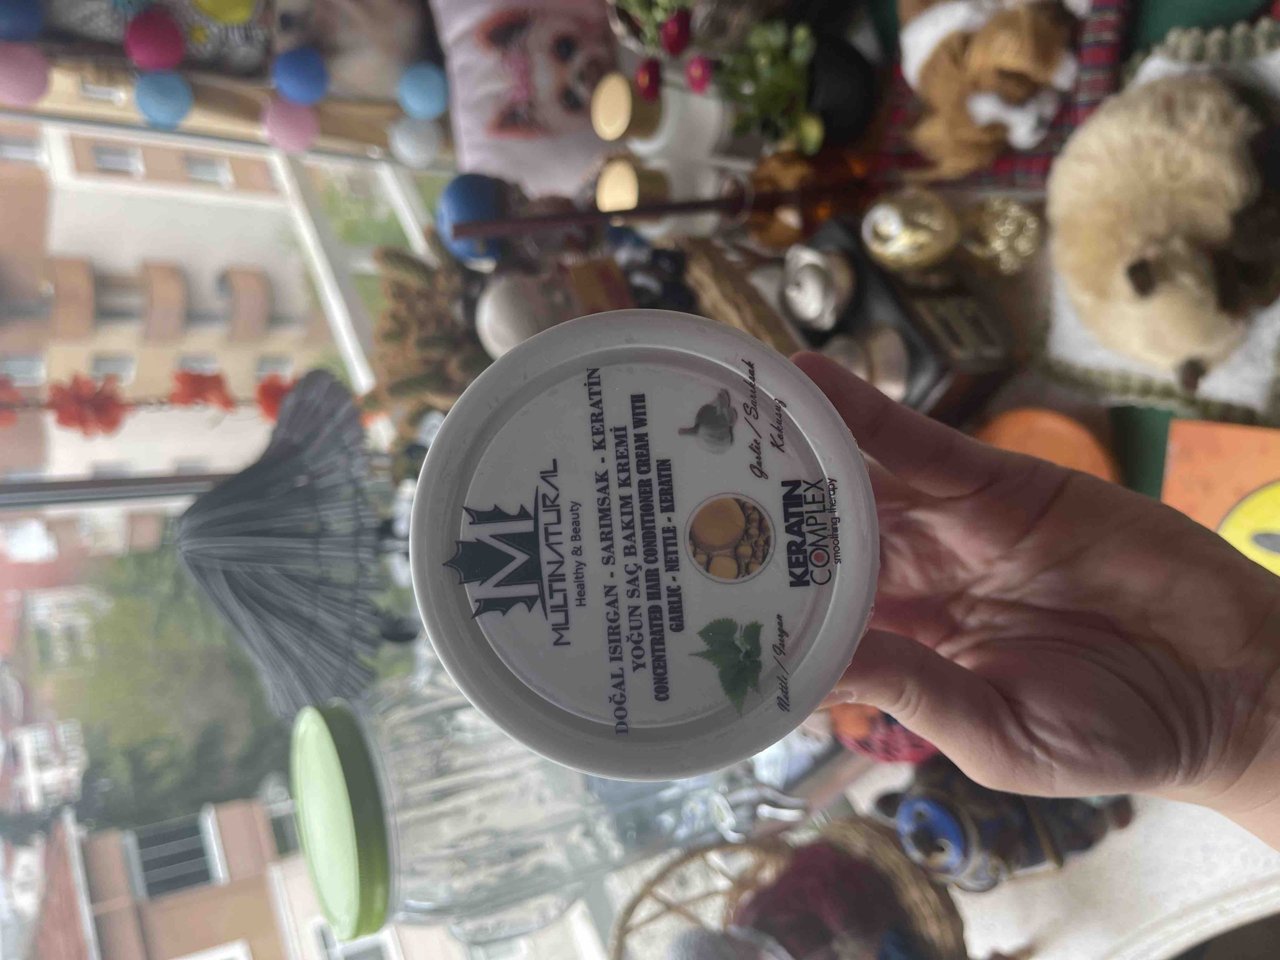 M
MULTINATURAL
Healthy & Beauty
DOĞAL ISIRGAN - SARIMSAK - KERATİN
YOĞUN SAÇ BAKIM KREMİ
CONCENTRATED HAIR CONDITIONER CREAM WITH
GARLIC - NETTLE - KERATIN
Nettle / Isırgan
Garlic / Sarımsak
Kokusuz
KERATIN
COMPLEX
smoothing therapy